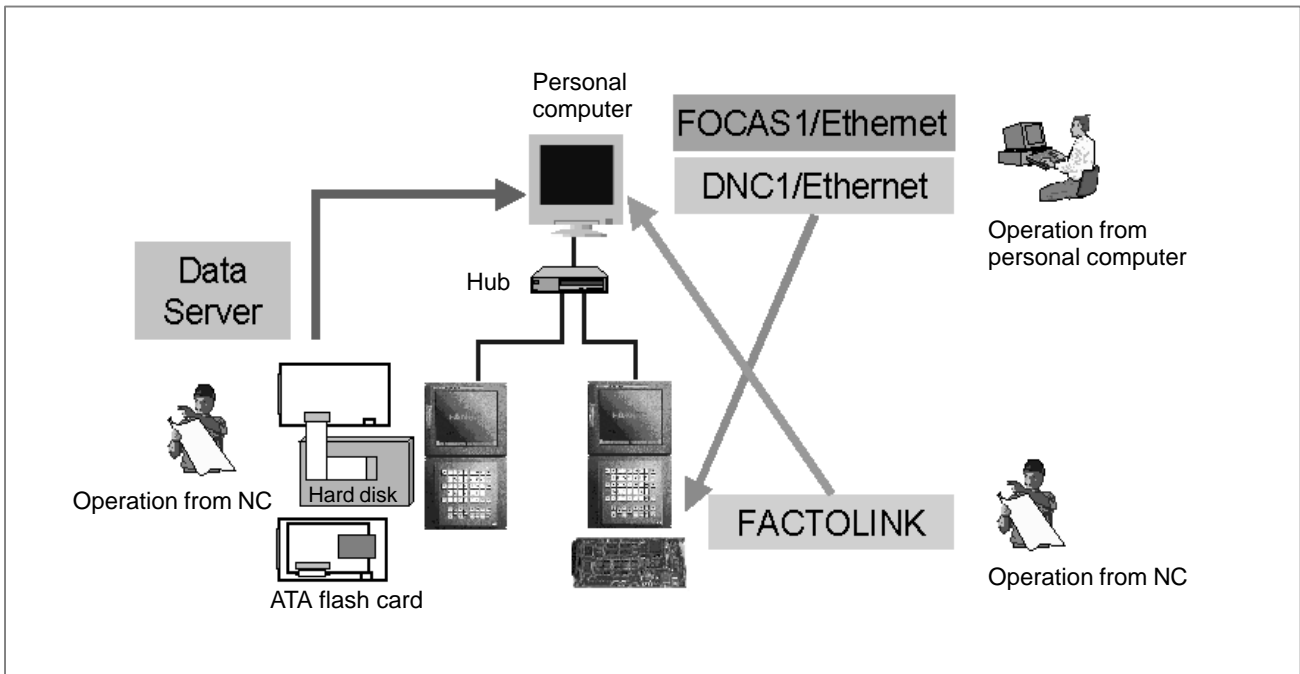 Personal
computer
FOCAS1/Ethernet
DNC1/Ethernet
Operation from
personal computer
Data
Server
Hub
Operation from NC
Hard disk
ATA flash card
FACTOLINK
Operation from NC